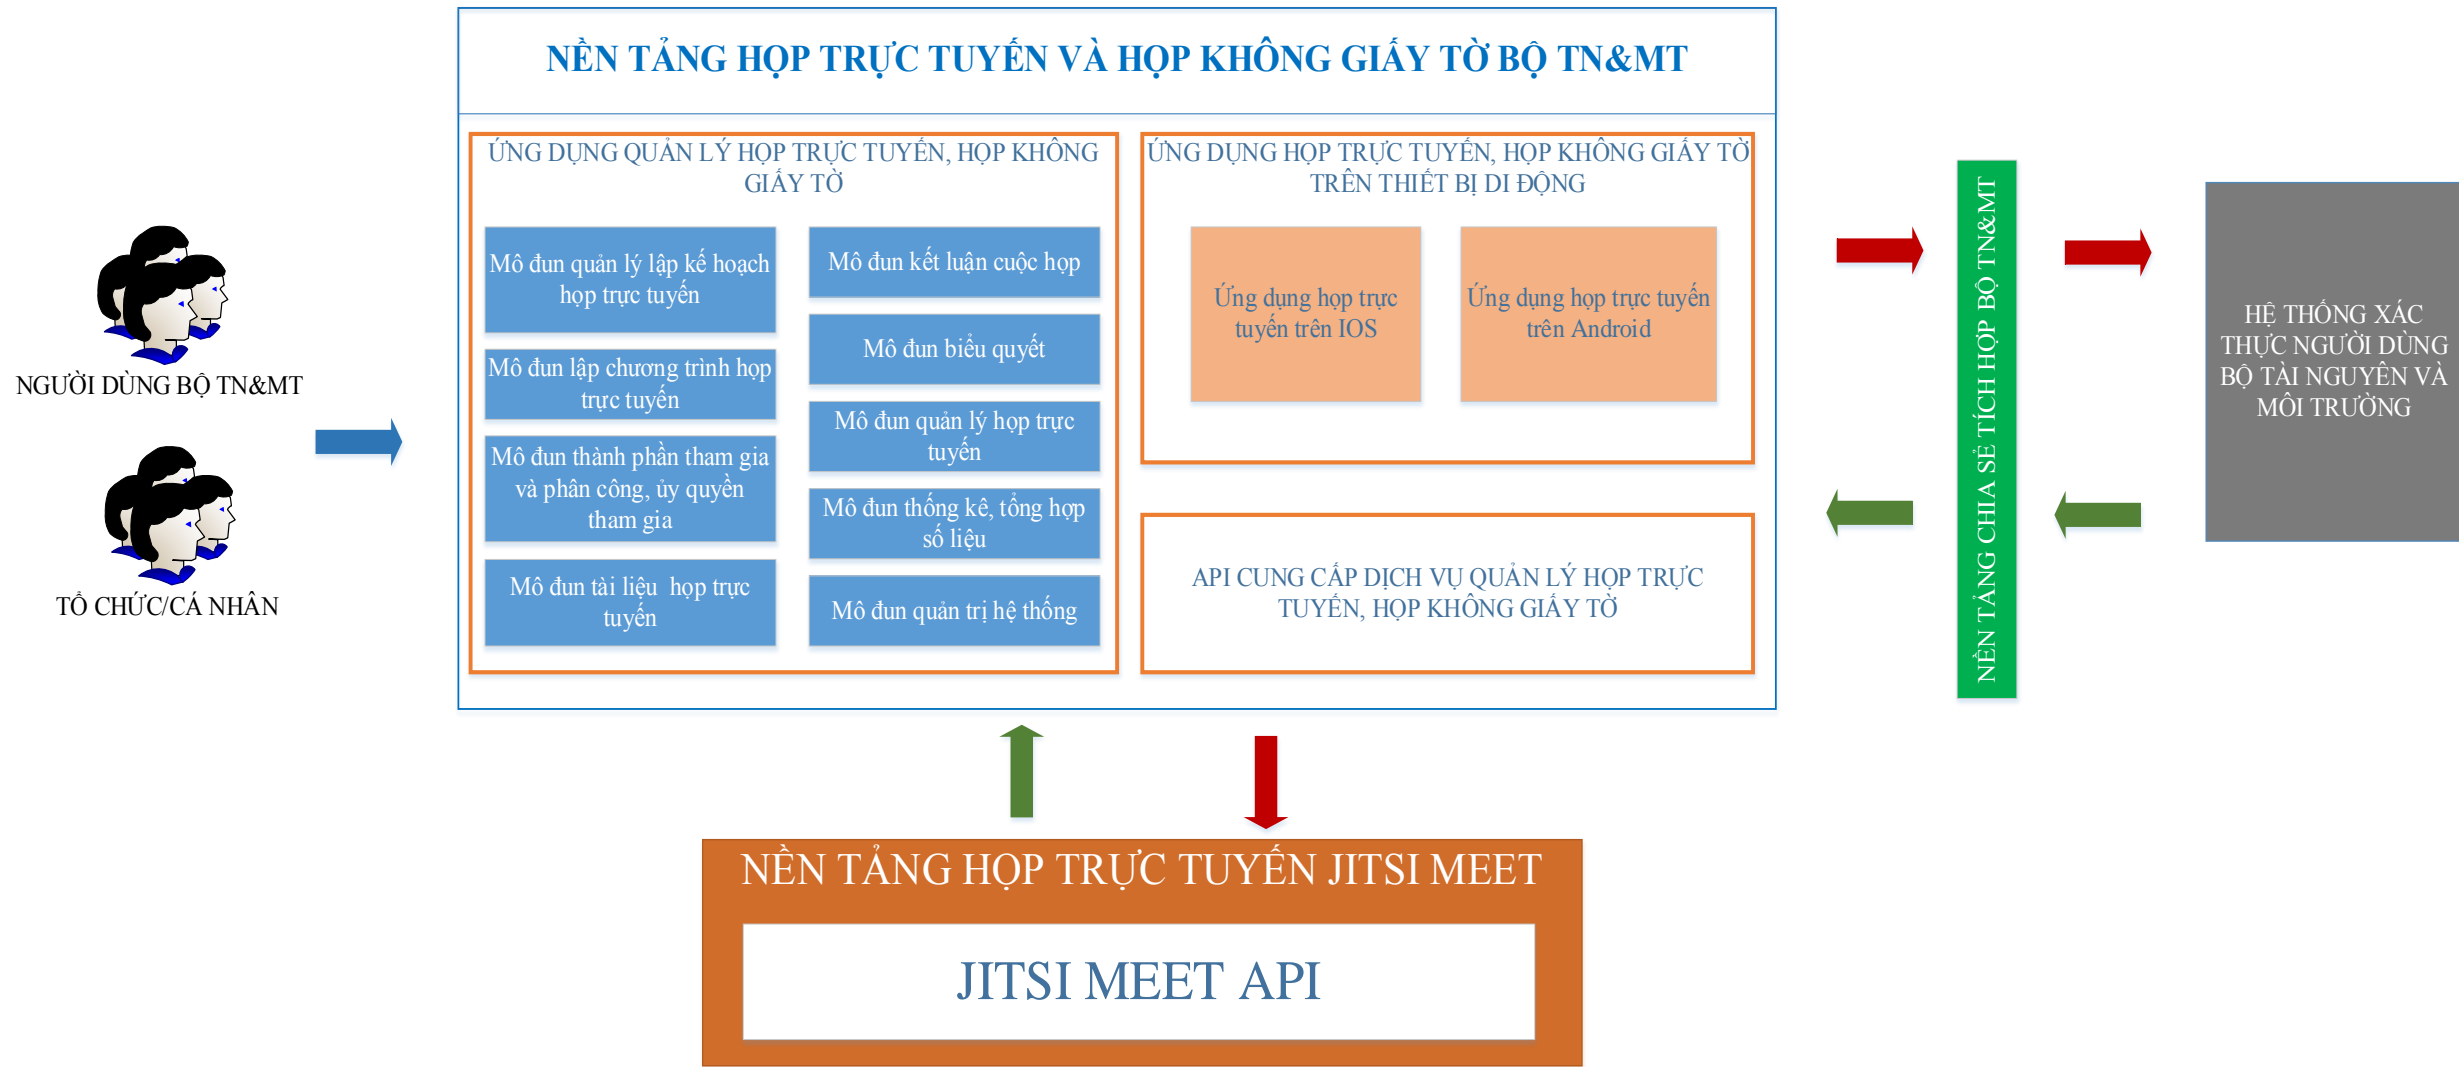 NỀN TẢNG HỌP TRỰC TUYẾN VÀ HỌP KHÔNG GIẤY TỜ BỘ TN&MT
NGƯỜI DÙNG BỘ TN&MT
TỔ CHỨC/CÁ NHÂN
ỨNG DỤNG QUẢN LÝ HỌP TRỰC TUYẾN, HỌP KHÔNG
GIẤY TỜ
Mô đun quản lý lập kế hoạch
họp trực tuyến
Mô đun lập chương trình họp
trực tuyến
Mô đun thành phần tham gia
và phân công, ủy quyền
tham gia
Mô đun tài liệu  họp trực
tuyến
Mô đun kết luận cuộc họp
Mô đun biểu quyết
Mô đun quản lý họp trực
tuyến
Mô đun thống kê, tổng hợp
số liệu
Mô đun quản trị hệ thống
ỨNG DỤNG HỌP TRỰC TUYẾN, HỌP KHÔNG GIẤY TỜ
TRÊN THIẾT BỊ DI ĐỘNG
Ứng dụng họp trực
tuyến trên IOS
Ứng dụng họp trực tuyến
trên Android
API CUNG CẤP DỊCH VỤ QUẢN LÝ HỌP TRỰC
TUYẾN, HỌP KHÔNG GIẤY TỜ
NỀN TẢNG CHIA SẺ TÍCH HỢP BỘ TN&MT
HỆ THỐNG XÁC
THỰC NGƯỜI DÙNG
BỘ TÀI NGUYÊN VÀ
MÔI TRƯỜNG
NỀN TẢNG HỌP TRỰC TUYẾN JITSI MEET
JITSI MEET API